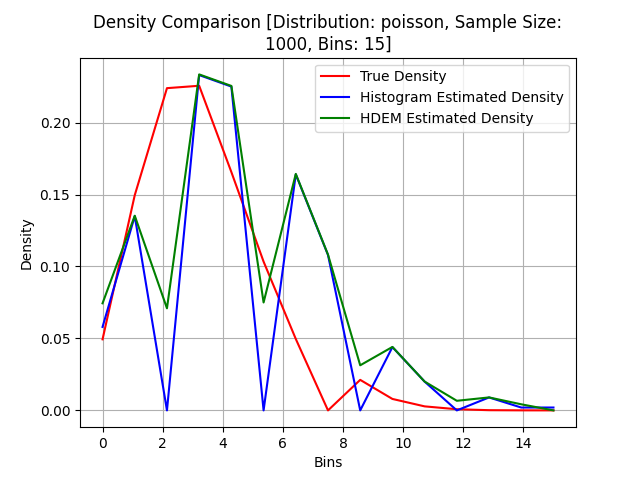 Density Comparison [Distribution: poisson, Sample Size:
1000, Bins: 15]
True Density
Histogram Estimated Density
HDEM Estimated Density
Density
0.20
0.15
0.10
0.05
0.00
0 2 4 6 8 10 12 14
Bins